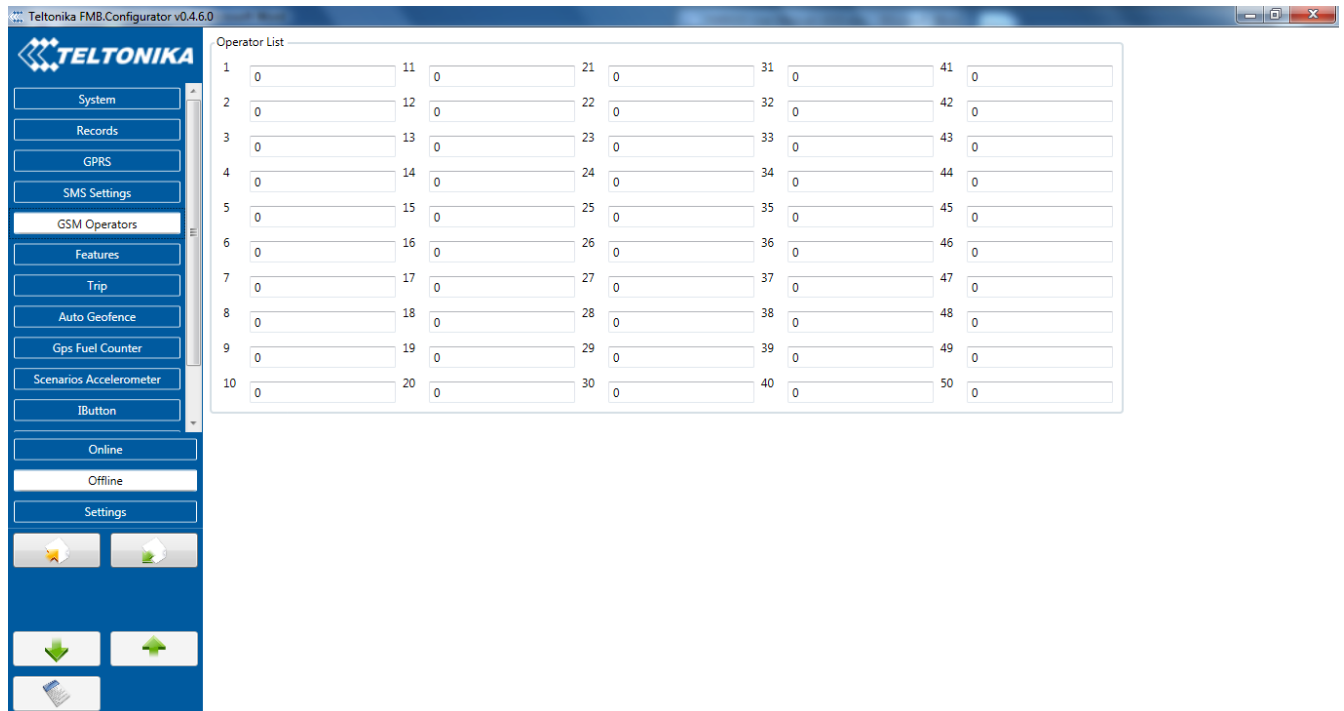 Teltonika FMB.Configurator v0.4.6.0
TELTONIKA
System
Records
GPRS
SMS Settings
GSM Operators
Features
Trip
Auto Geofence
Gps Fuel Counter
Scenarios Accelerometer
IButton
Online
Offline
Settings
Operator List
1 0 11 0 21 0 31 0 41 0
2 0 12 0 22 0 32 0 42 0
3 0 13 0 23 0 33 0 43 0
4 0 14 0 24 0 34 0 44 0
5 0 15 0 25 0 35 0 45 0
6 0 16 0 26 0 36 0 46 0
7 0 17 0 27 0 37 0 47 0
8 0 18 0 28 0 38 0 48 0
9 0 19 0 29 0 39 0 49 0
10 0 20 0 30 0 40 0 50 0